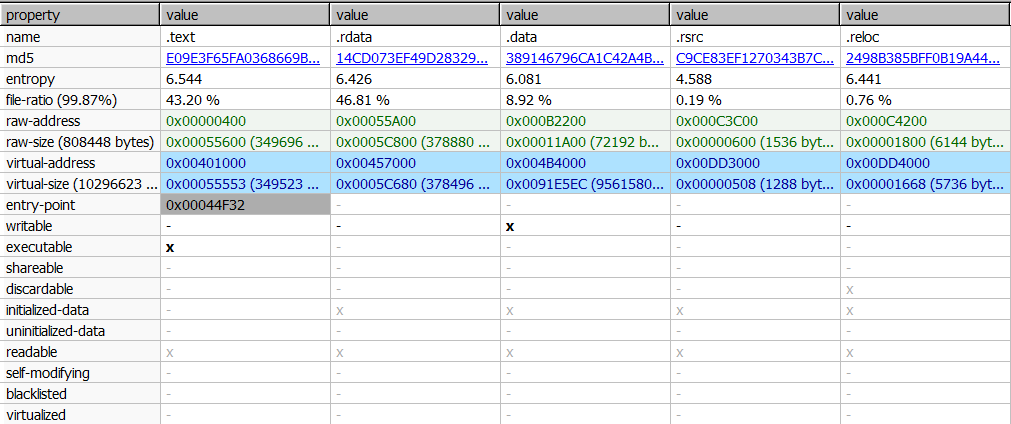 property value value value value value
name .text .rdata .data .rsrc .reloc
md5 E09E3F65FA0368669B... 14CD073EF49D28329... 389146796CA1C42A4B... C9CE83EF1270343B7C... 2498B385BFF0B19A44...
entropy 6.544 6.426 6.081 4.588 6.441
file-ratio (99.87%) 43.20 % 46.81 % 8.92 % 0.19 % 0.76 %
raw-address 0x00000400 0x00055A00 0x000B2200 0x000C3C00 0x000C4200
raw-size (808448 bytes) 0x00055600 (349696 ... 0x0005C800 (378880 ... 0x00011A00 (72192 b... 0x00000600 (1536 byt... 0x00001800 (6144 byt...
virtual-address 0x00401000 0x00457000 0x004B4000 0x00DD3000 0x00DD4000
virtual-size (10296623 ... 0x00055553 (349523 ... 0x0005C680 (378496 ... 0x0091E5EC (9561580... 0x00000508 (1288 byt... 0x00001668 (5736 byt...
entry-point 0x00044F32 - - - -
writable - - x - -
executable x - - - -
shareable - - - - -
discardable - - - - x
initialized-data - x x x x
uninitialized-data - - - - -
readable x x x x x
self-modifying - - - - -
blacklisted - - - - -
virtualized - - - - -